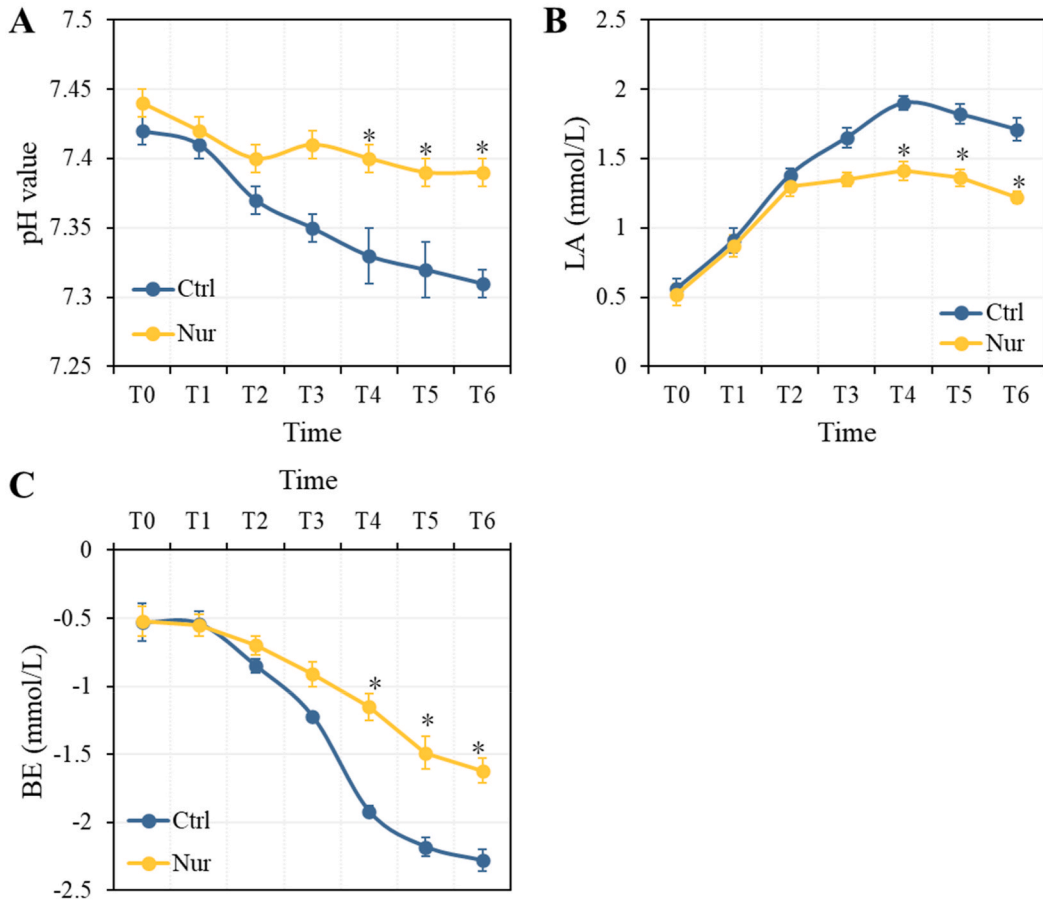 A
pH value
7.5
7.45
7.4
7.35
7.3
7.25
* * *
Ctrl
Nur
T0 T1 T2 T3 T4 T5 T6
Time
B
LA (mmol/L)
2.5
2
1.5
1
0.5
0
* * *
Ctrl
Nur
T0 T1 T2 T3 T4 T5 T6
Time
C
Time
T0 T1 T2 T3 T4 T5 T6
BE (mmol/L)
0
-0.5
-1
-1.5
-2
-2.5
* * *
Ctrl
Nur